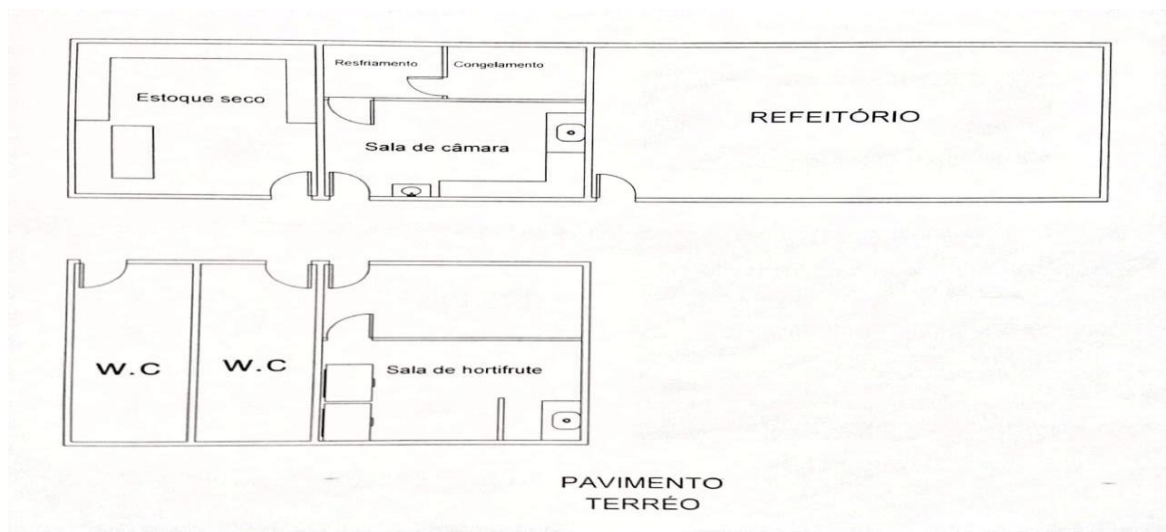 Resfriamento
Congelamento
Estoque seco
REFEITÓRIO
Sala de câmara
W.C
W.C
Sala de hortifrute
PAVIMENTO
TERRÉO